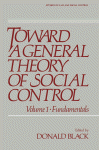 TOWARD
A GENERAL
THEORY OF SOCIAL
CONTROL
Volume 1 • Fundamentals
Edited by
DONALD BLACK